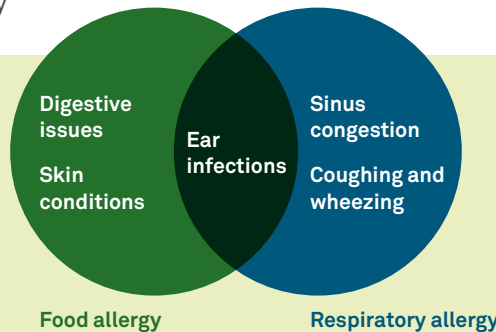 Digestive
issues
Skin
conditions
Ear
infections
Sinus
congestion
Coughing and
wheezing
Food allergy
Respiratory allergy